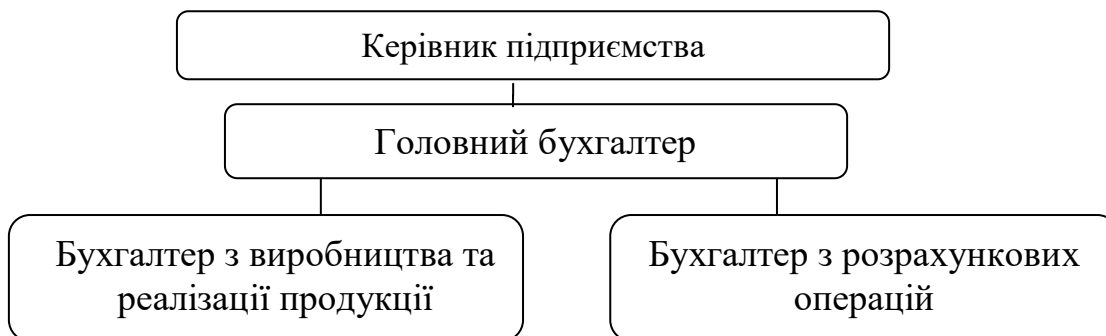 Керівник підприємства
Головний бухгалтер
Бухгалтер з виробництва та
реалізації продукції
Бухгалтер з розрахункових
операцій